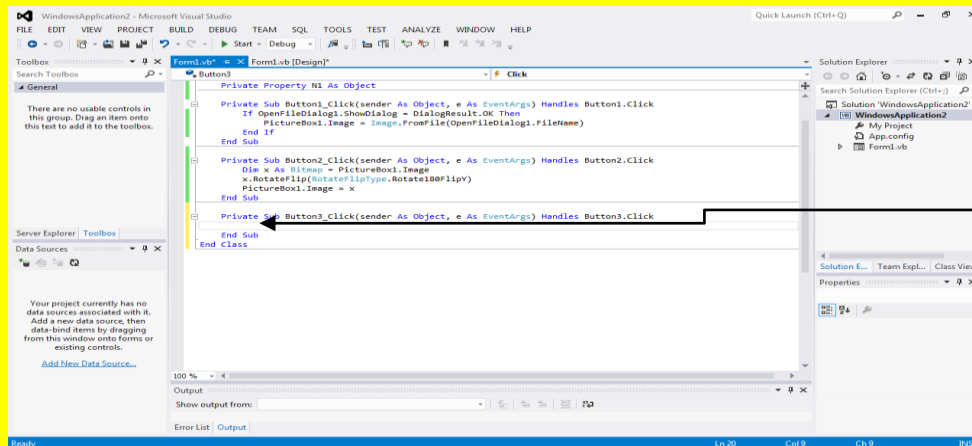 WindowsApplication2 - Microsoft Visual Studio
Quick Launch (Ctrl+Q)
FILE EDIT VIEW PROJECT BUILD DEBUG TEAM SQL TOOLS TEST ANALYZE WINDOW HELP
Start - Debug
Toolbox
Search Toolbox
General
There are no usable controls in
this group. Drag an item onto
this text to add it to the toolbox.
Server Explorer Toolbox
Data Sources
Your project currently has no
data sources associated with it.
Add a new data source, then
data-bind items by dragging
from this window onto forms or
existing controls.
Add New Data Source...
Form1.vb* Form1.vb [Design]*
Button3 Click
Private Property N1 As Object
Private Sub Button1_Click(sender As Object, e As EventArgs) Handles Button1.Click
If OpenFileDialog1.ShowDialog = DialogResult.OK Then
PictureBox1.Image = Image.FromFile(OpenFileDialog1.FileName)
End If
End Sub
Private Sub Button2_Click(sender As Object, e As EventArgs) Handles Button2.Click
Dim x As Bitmap = PictureBox1.Image
x.RotateFlip(RotateFlipType.Rotate180FlipY)
PictureBox1.Image = x
End Sub
Private Sub Button3_Click(sender As Object, e As EventArgs) Handles Button3.Click
End Sub
End Class
100 %
Output
Show output from:
Error List Output
Solution Explorer
Search Solution Explorer (Ctrl+;)
Solution 'WindowsApplication2'
WindowsApplication2
My Project
App.config
Form1.vb
Solution E... Team Expl... Class View
Properties
Ready Ln 20 Col 9 Ch 9 INS